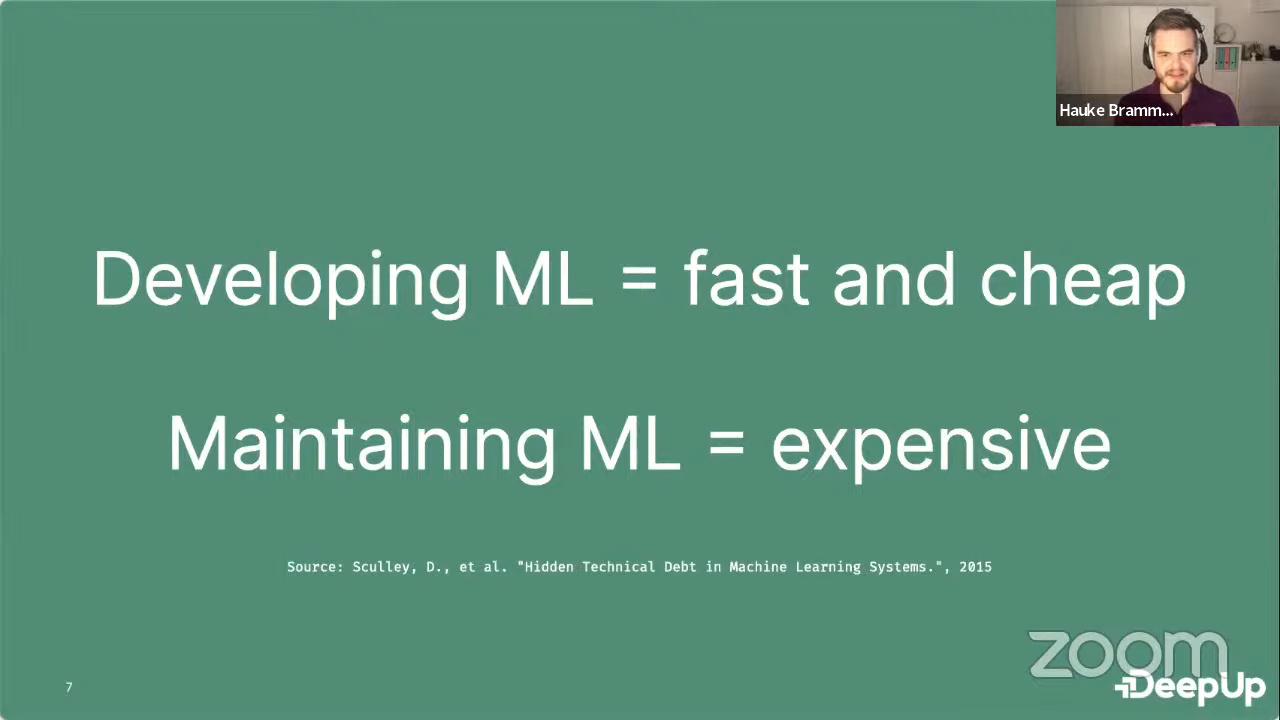 Hauke Bramm...
Developing ML = fast and cheap
Maintaining ML = expensive
Source: Sculley, D., et al. "Hidden Technical Debt in Machine Learning Systems.", 2015
zoom
7
DeepUp